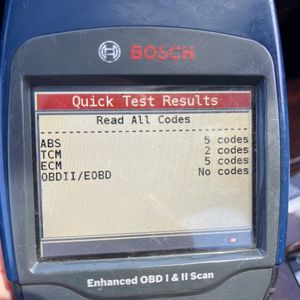 BOSCH
Quick Test Results
Read All Codes
ABS 5 codes
TCM 2 codes
ECM 5 codes
OBDII/EOBD No codes
Enhanced OBD I & II Scan